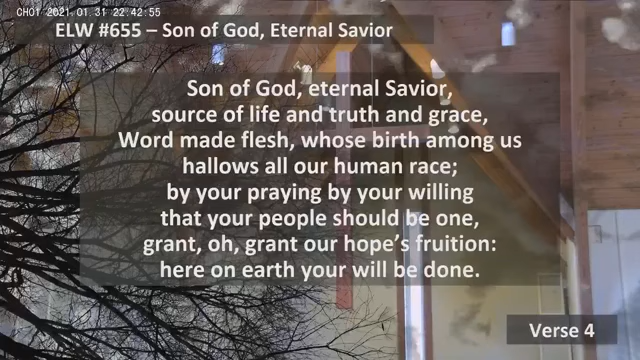 CH01 2021.01.31 22:42:55
ELW #655 – Son of God, Eternal Savior
Son of God, eternal Savior,
source of life and truth and grace,
Word made flesh, whose birth among us
hallows all our human race;
by your praying by your willing
that your people should be one,
grant, oh, grant our hope’s fruition:
here on earth your will be done.
Verse 4